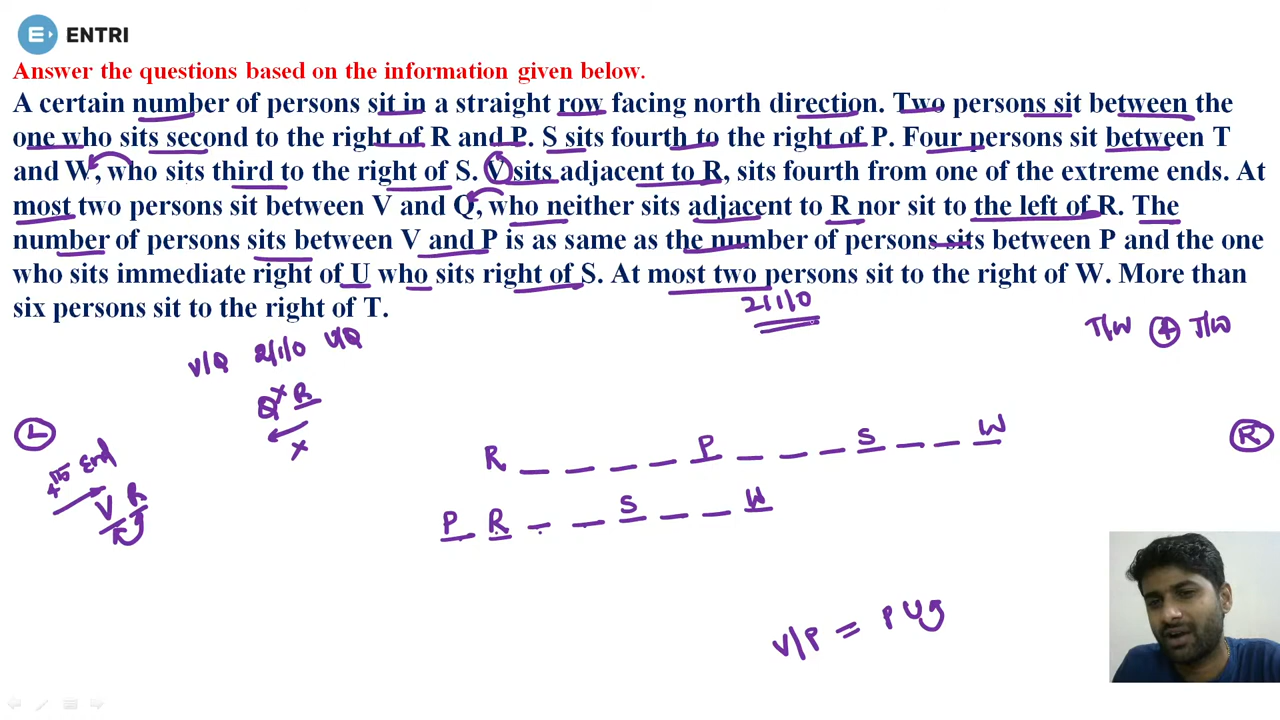 ENTRI
Answer the questions based on the information given below.
A certain number of persons sit in a straight row facing north direction. Two persons sit between the
one who sits second to the right of R and P. S sits fourth to the right of P. Four persons sit between T
and W, who sits third to the right of S. V sits adjacent to R, sits fourth from one of the extreme ends. At
most two persons sit between V and Q, who neither sits adjacent to R nor sit to the left of R. The
number of persons sits between V and P is as same as the number of persons sits between P and the one
who sits immediate right of U who sits right of S. At most two persons sit to the right of W. More than
six persons sit to the right of T.
2/1/0
T/W 4 T/W
V/Q 2/1/0 V/Q
Q R
L R
4th End
V R
R _ _ _ _ P _ _ _ S _ _ W
P R _ _ S _ _ W
V/P = P U